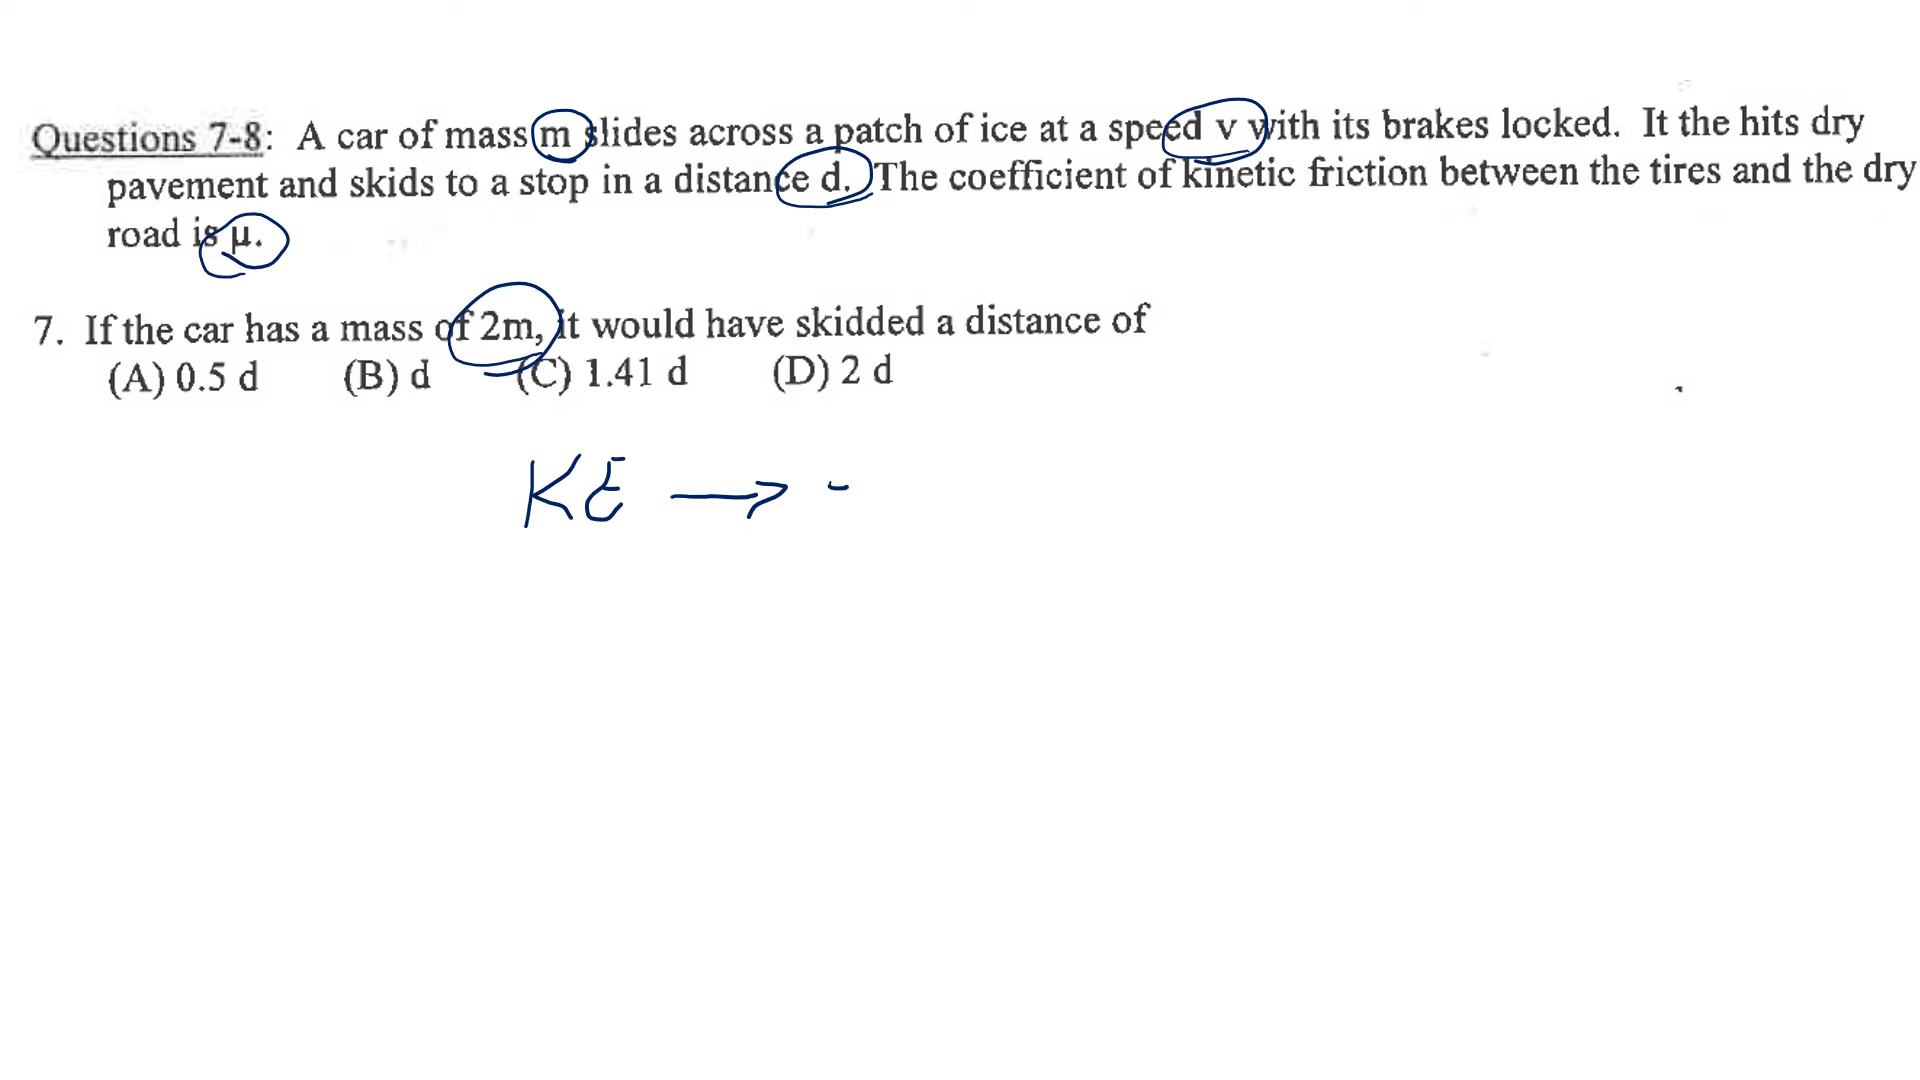 Questions 7-8: A car of mass m slides across a patch of ice at a speed v with its brakes locked. It the hits dry
pavement and skids to a stop in a distance d. The coefficient of kinetic friction between the tires and the dry
road is μ.
7. If the car has a mass of 2m, it would have skidded a distance of
(A) 0.5 d (B) d (C) 1.41 d (D) 2 d
KE → -